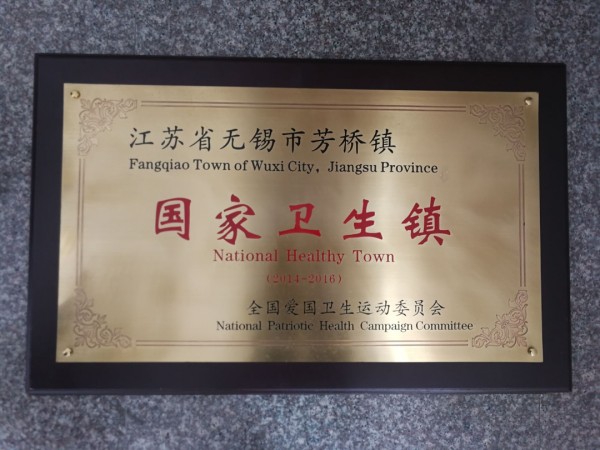 江苏省无锡市芳桥镇
Fangqiao Town of Wuxi City, Jiangsu Province
国家卫生镇
National Healthy Town
(2014-2016)
全国爱国卫生运动委员会
National Patriotic Health Campaign Committee